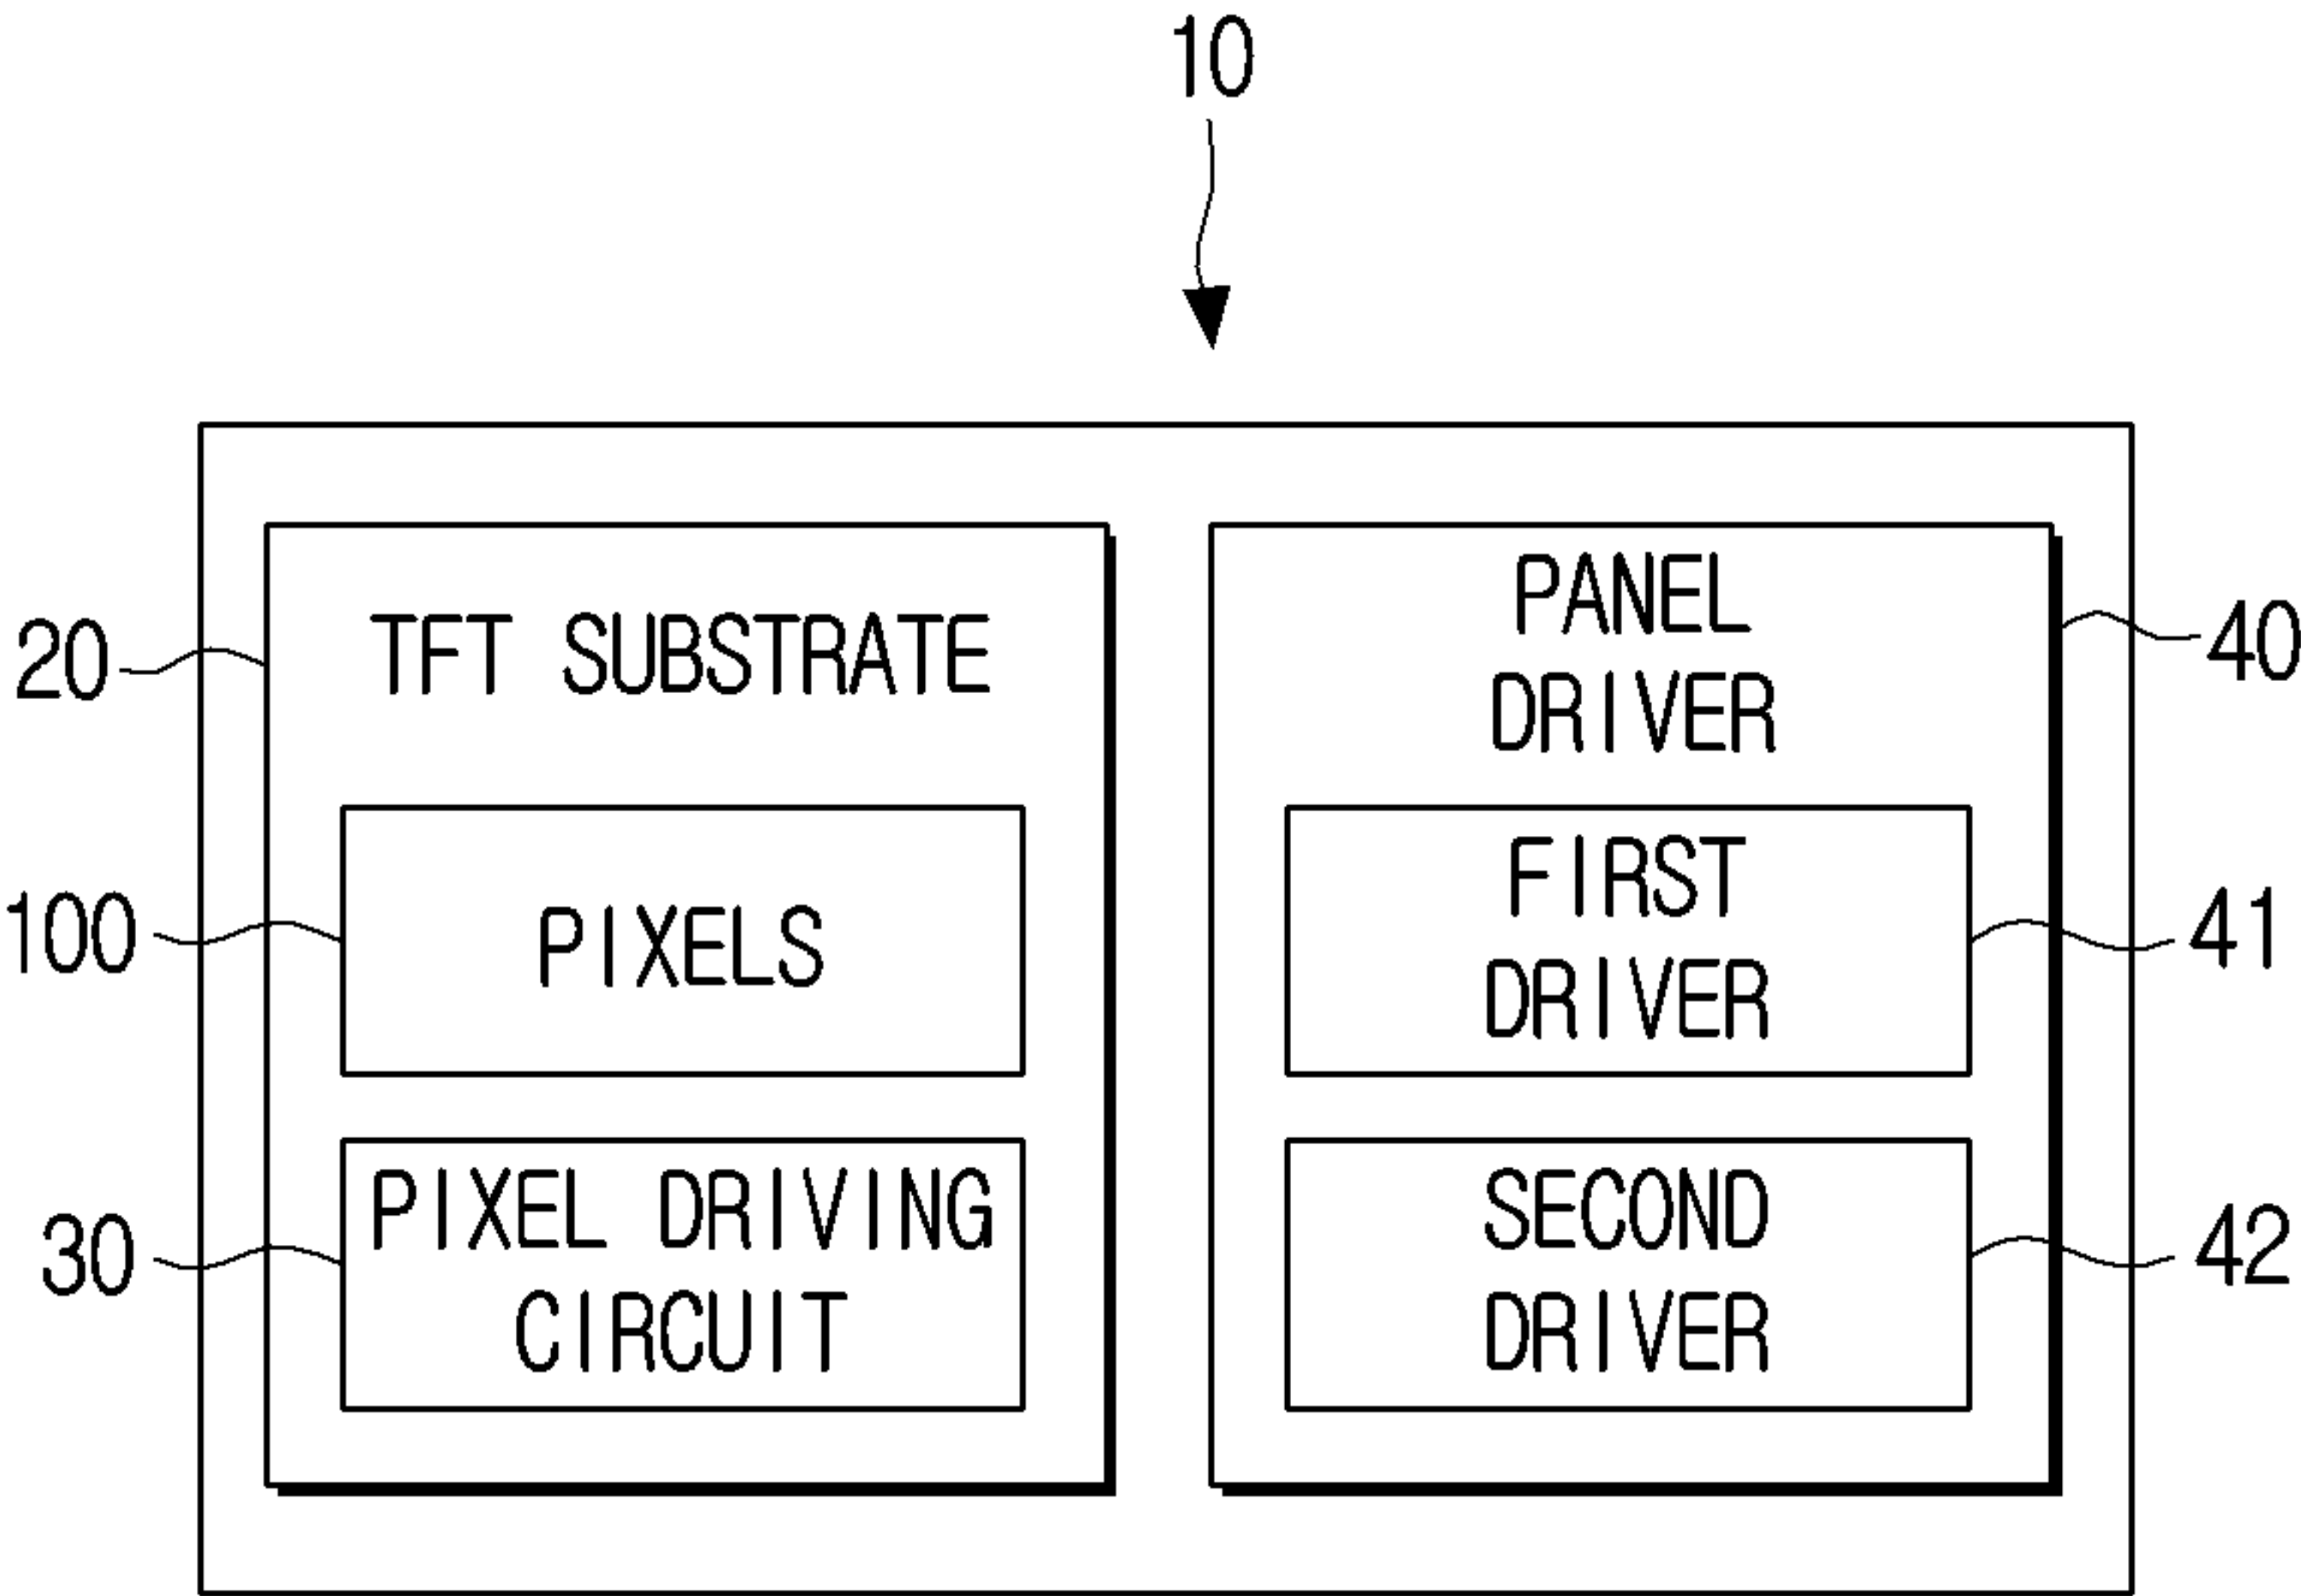 10
TFT SUBSTRATE
20
PIXELS
100
PIXEL DRIVING
CIRCUIT
30
PANEL
DRIVER
40
FIRST
DRIVER
41
SECOND
DRIVER
42